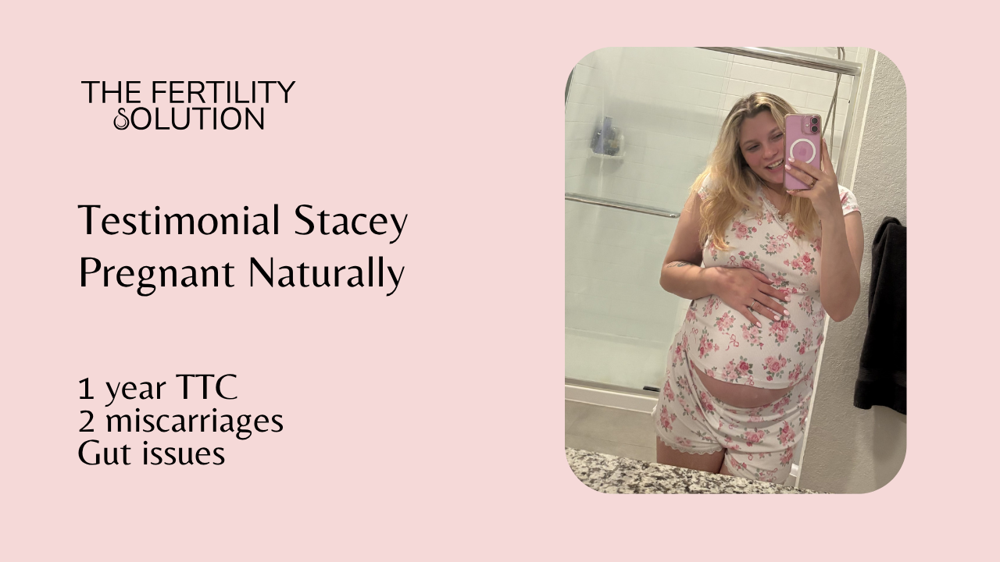 THE FERTILITY
SOLUTION
Testimonial Stacey
Pregnant Naturally
1 year TTC
2 miscarriages
Gut issues